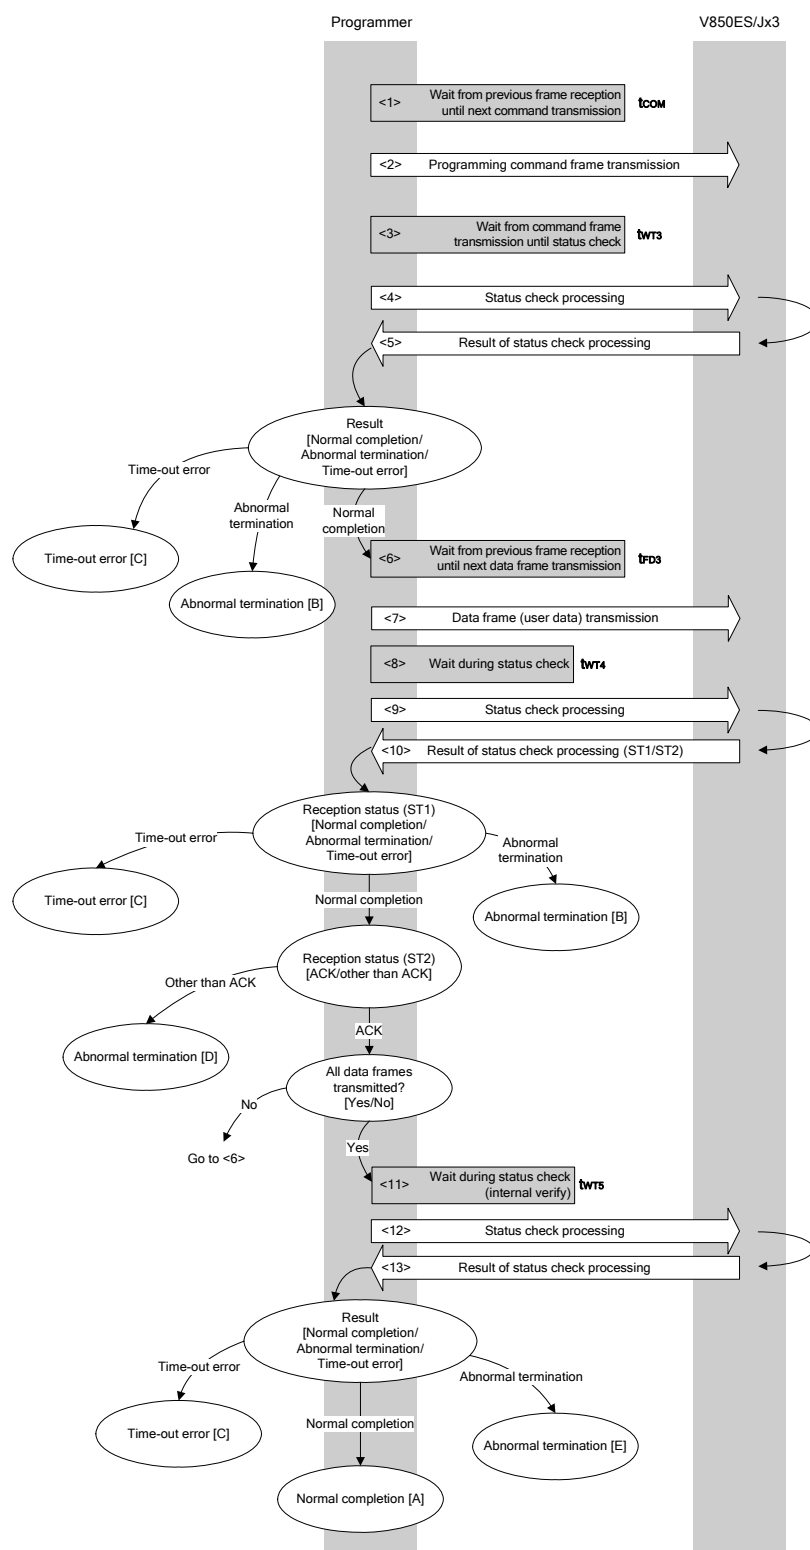 Programmer
V850ES/Jx3
<1> Wait from previous frame reception
until next command transmission
tCOM
<2> Programming command frame transmission
<3> Wait from command frame
transmission until status check
tWT3
<4> Status check processing
<5> Result of status check processing
Result
[Normal completion/
Abnormal termination/
Time-out error]
Time-out error
Abnormal
termination
Normal
completion
Time-out error [C]
Abnormal termination [B]
<6> Wait from previous frame reception
until next data frame transmission
tFD3
<7> Data frame (user data) transmission
<8> Wait during status check
tWT4
<9> Status check processing
<10> Result of status check processing (ST1/ST2)
Reception status (ST1)
[Normal completion/
Abnormal termination/
Time-out error]
Time-out error
Abnormal
termination
Time-out error [C]
Normal completion
Abnormal termination [B]
Reception status (ST2)
[ACK/other than ACK]
Other than ACK
ACK
Abnormal termination [D]
All data frames
transmitted?
[Yes/No]
No
Yes
Go to <6>
<11> Wait during status check
(internal verify)
tWT5
<12> Status check processing
<13> Result of status check processing
Result
[Normal completion/
Abnormal termination/
Time-out error]
Time-out error
Abnormal termination
Normal completion
Time-out error [C]
Abnormal termination [E]
Normal completion [A]